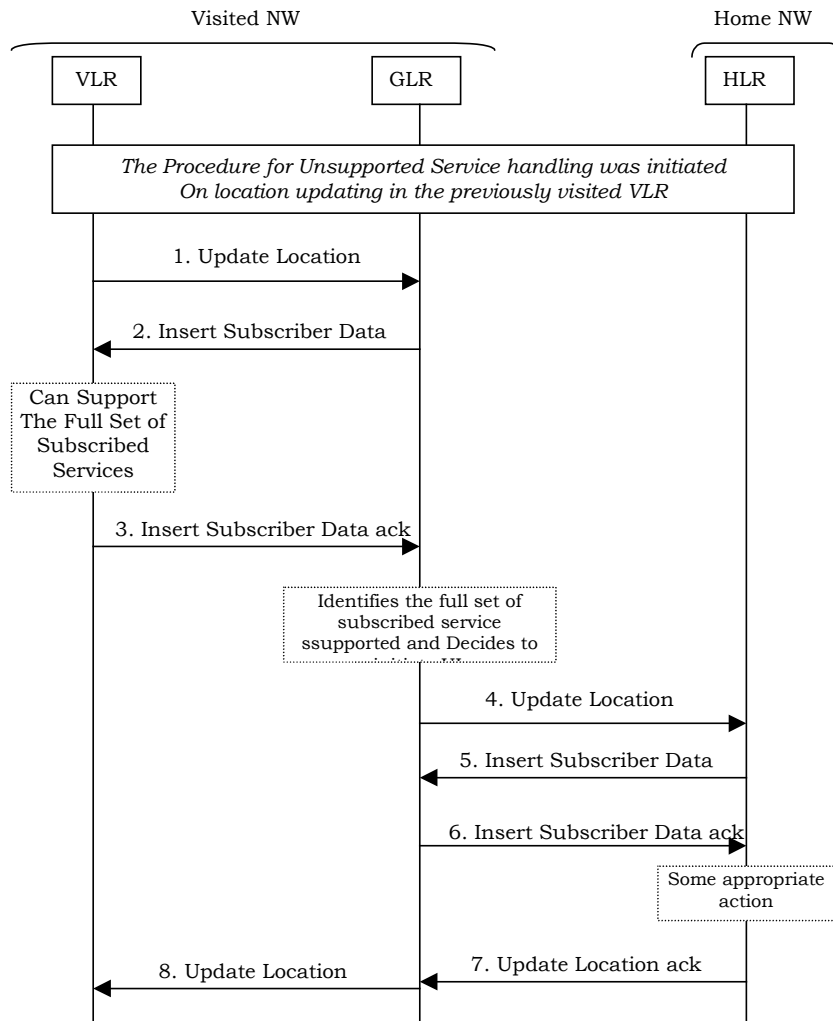 Visited NW
Home NW
VLR
GLR
HLR
The Procedure for Unsupported Service handling was initiated
On location updating in the previously visited VLR
1. Update Location
2. Insert Subscriber Data
Can Support
The Full Set of
Subscribed
Services
3. Insert Subscriber Data ack
Identifies the full set of
subscribed service
ssupported and Decides to
4. Update Location
5. Insert Subscriber Data
6. Insert Subscriber Data ack
Some appropriate
action
7. Update Location ack
8. Update Location